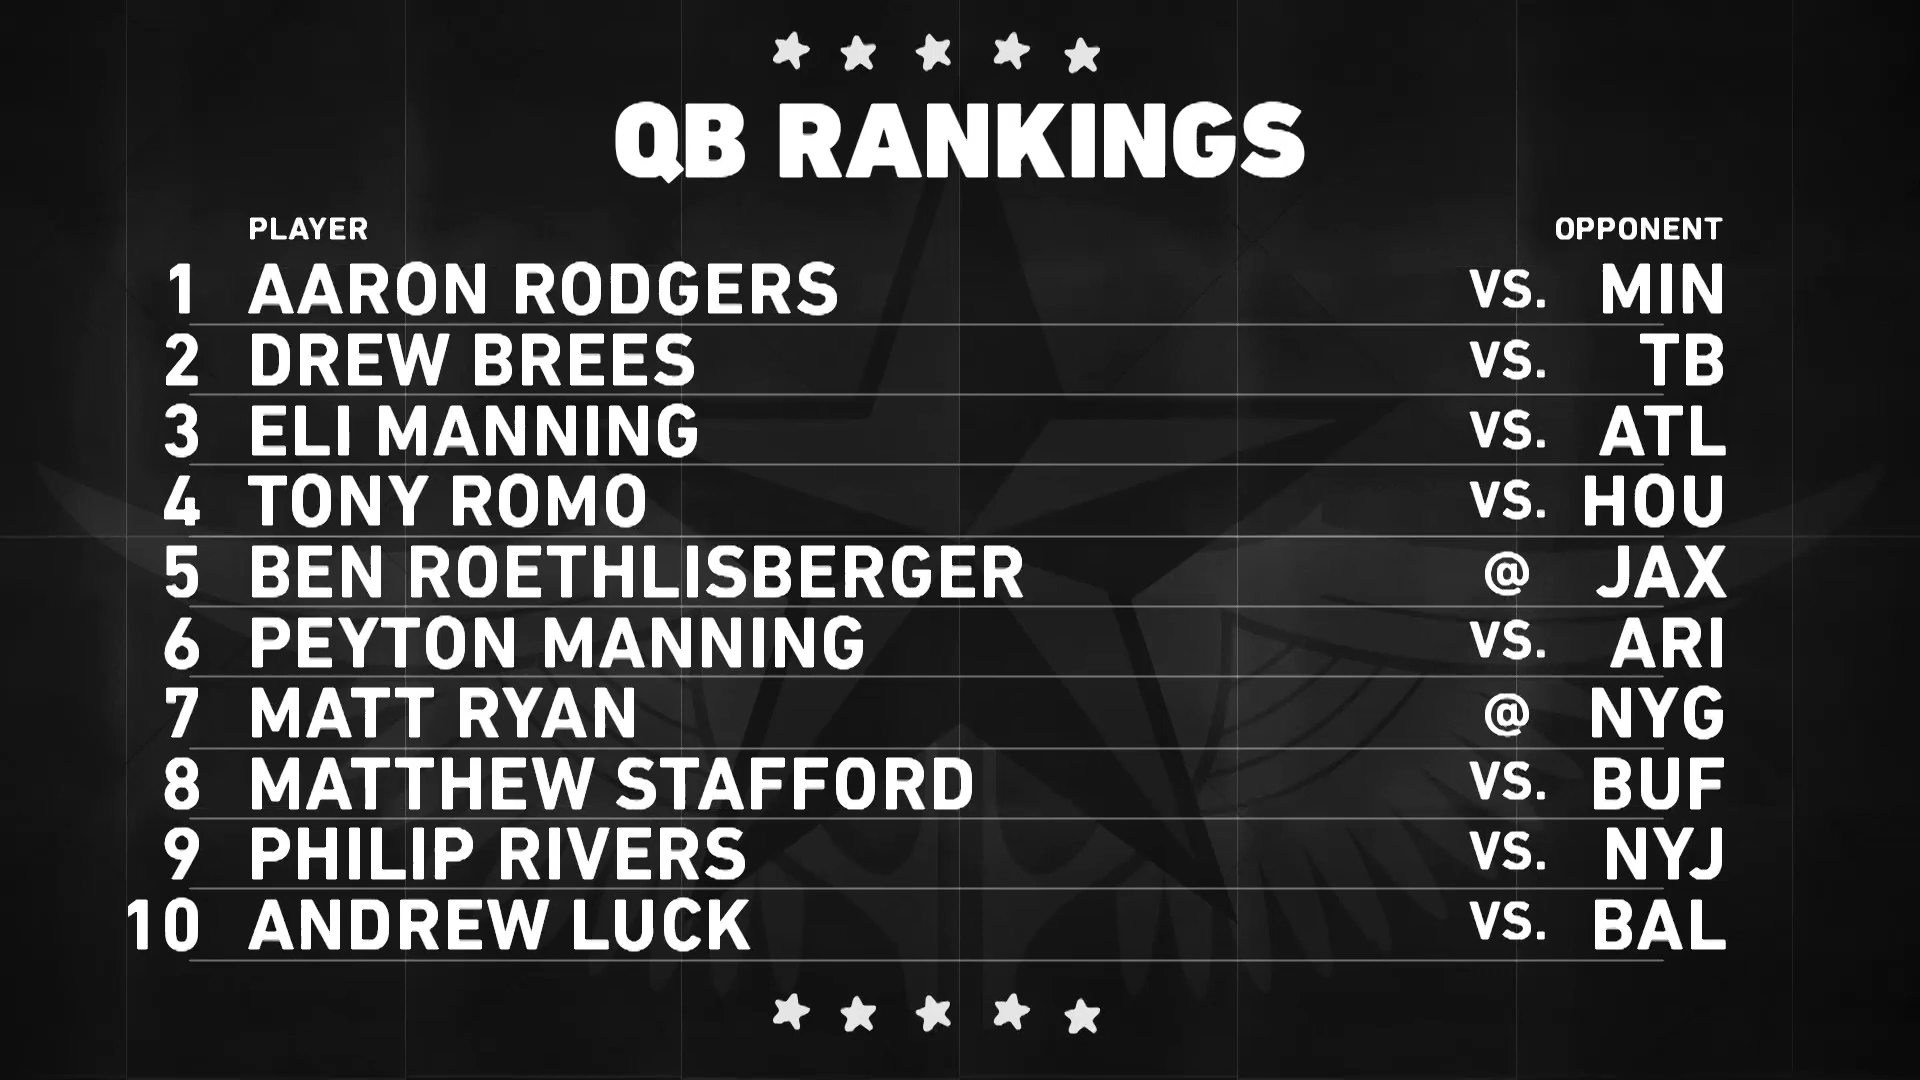 QB RANKINGS
PLAYER OPPONENT
1 AARON RODGERS VS. MIN
2 DREW BREES VS. TB
3 ELI MANNING VS. ATL
4 TONY ROMO VS. HOU
5 BEN ROETHLISBERGER @ JAX
6 PEYTON MANNING VS. ARI
7 MATT RYAN @ NYG
8 MATTHEW STAFFORD VS. BUF
9 PHILIP RIVERS VS. NYJ
10 ANDREW LUCK VS. BAL